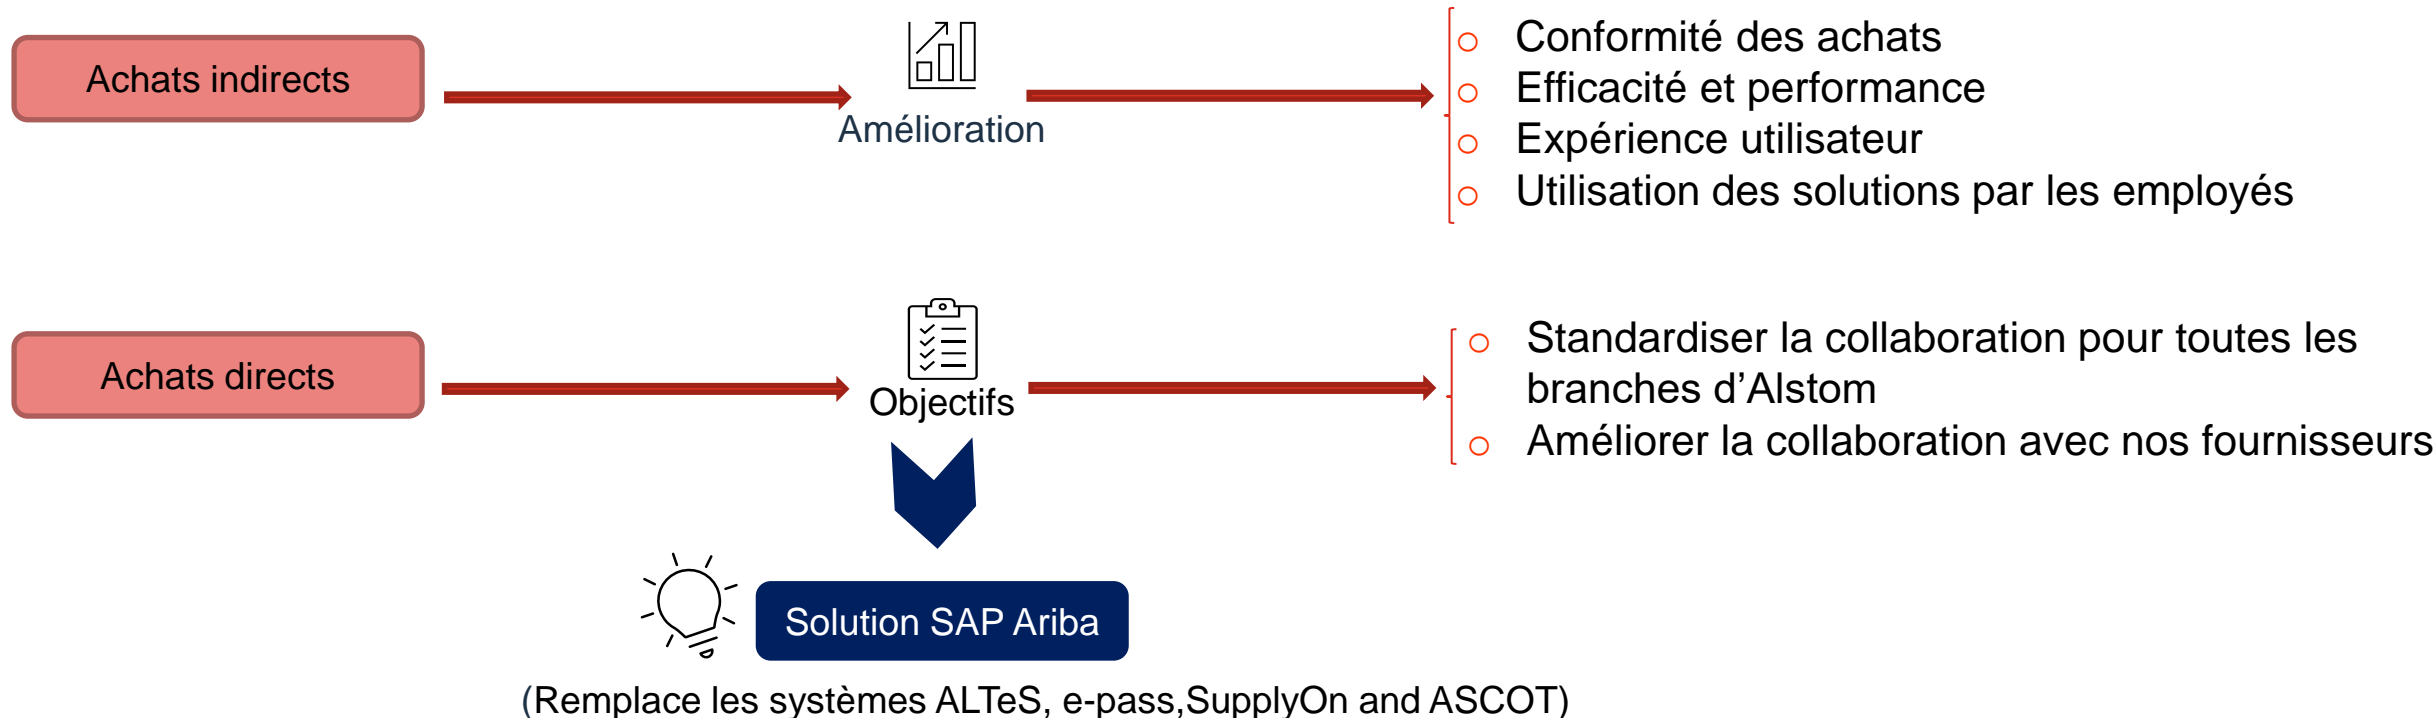 Achats indirects
Amélioration
Conformité des achats
Efficacité et performance
Expérience utilisateur
Utilisation des solutions par les employés
Achats directs
Objectifs
Standardiser la collaboration pour toutes les
branches d’Alstom
Améliorer la collaboration avec nos fournisseurs
Solution SAP Ariba
(Remplace les systèmes ALTeS, e-pass,SupplyOn and ASCOT)